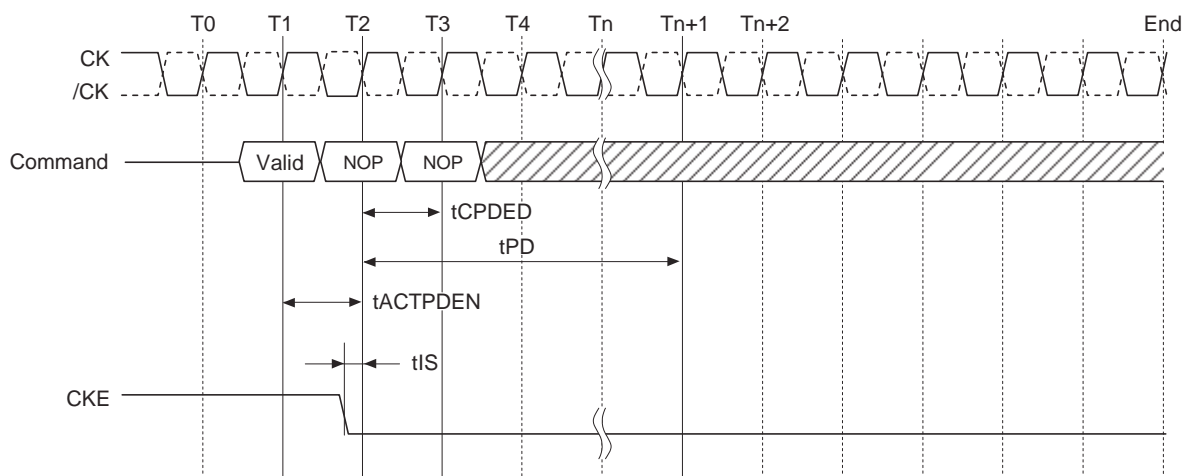 T0 T1 T2 T3 T4 Tn Tn+1 Tn+2 End
CK
/CK
Command Valid NOP NOP
tCPDED
tPD
tACTPDEN
tIS
CKE